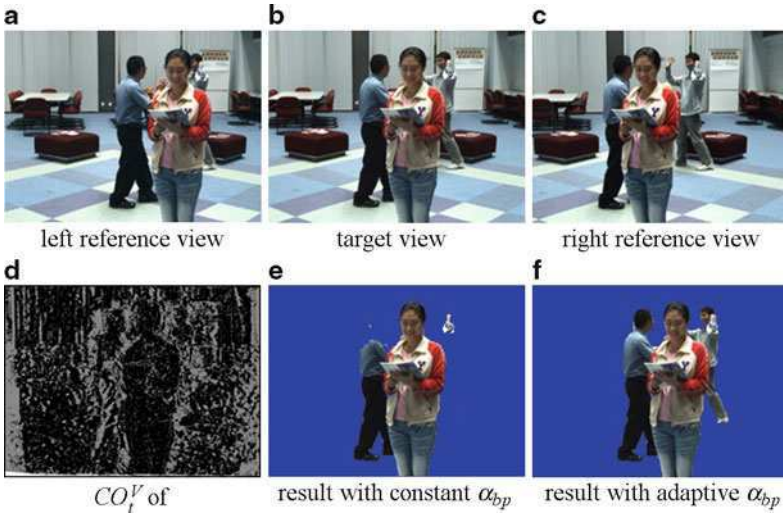 a
b
c
left reference view
target view
right reference view
d
e
f
CO_t^V of
result with constant α_bp
result with adaptive α_bp